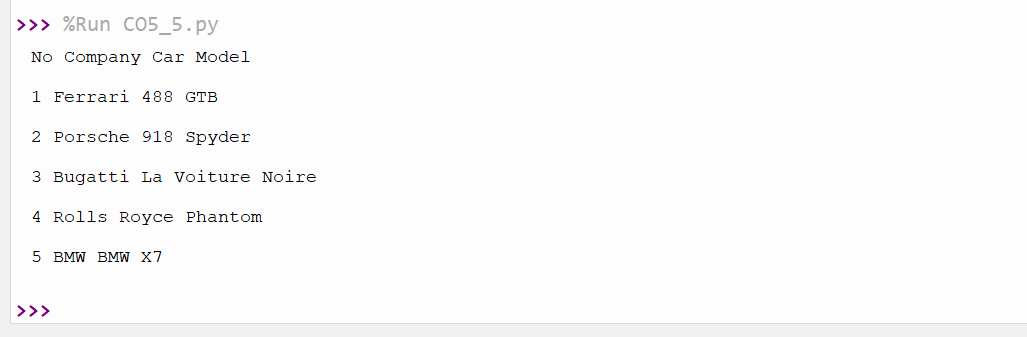 >>> %Run CO5_5.py
No Company Car Model
1 Ferrari 488 GTB
2 Porsche 918 Spyder
3 Bugatti La Voiture Noire
4 Rolls Royce Phantom
5 BMW BMW X7
>>>